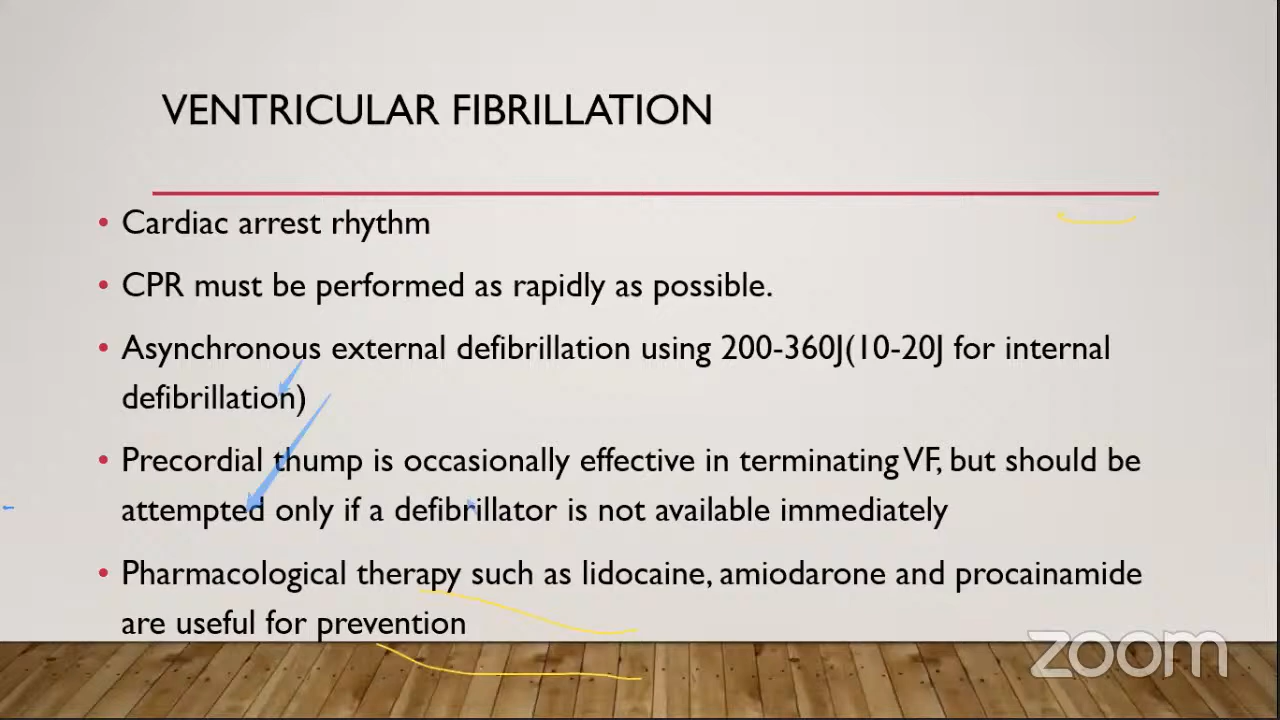 VENTRICULAR FIBRILLATION
• Cardiac arrest rhythm
• CPR must be performed as rapidly as possible.
• Asynchronous external defibrillation using 200-360J(10-20J for internal
defibrillation)
• Precordial thump is occasionally effective in terminating VF, but should be
attempted only if a defibrillator is not available immediately
• Pharmacological therapy such as lidocaine, amiodarone and procainamide
are useful for prevention
zoom